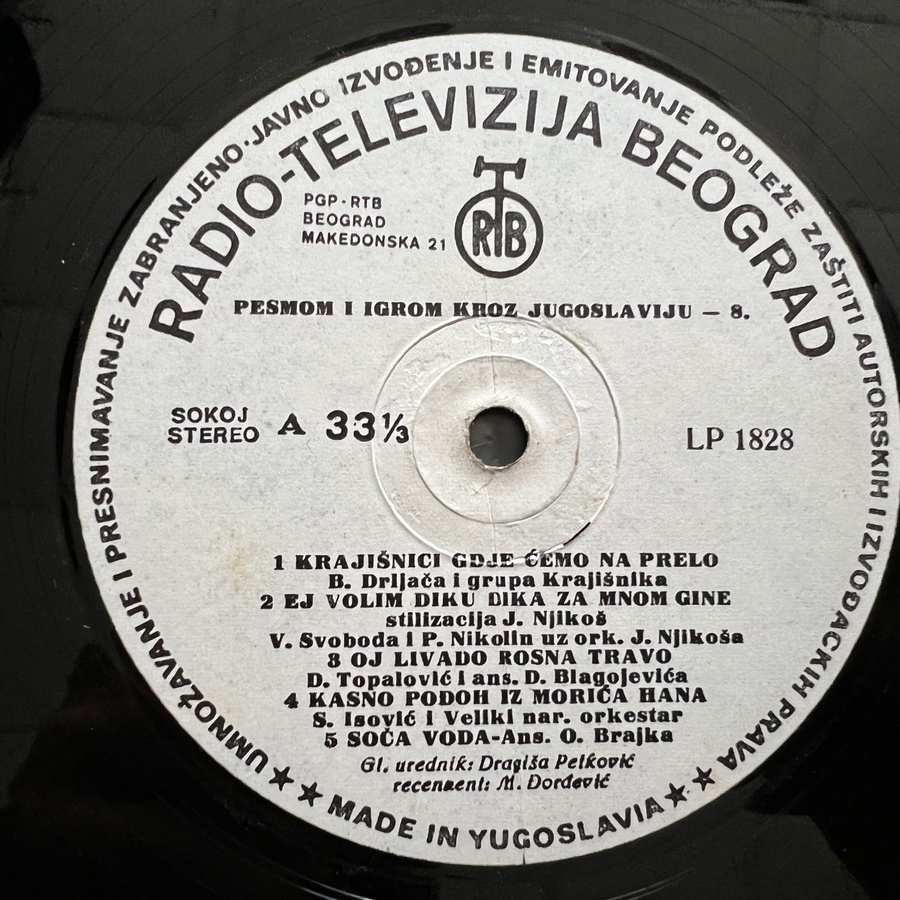 UMNOŽAVANJE I PRESNIMAVANJE ZABRANJENO·JAVNO IZVOĐENJE I EMITOVANJE PODLEŽE ZAŠTITI AUTORSKIH I IZVOĐAČKIH PRAVA
RADIO-TELEVIZIJA BEOGRAD
PGP-RTB
BEOGRAD
MAKEDONSKA 21
RTB
PESMOM I IGROM KROZ JUGOSLAVIJU — 8.
SOKOJ
STEREO
A 33⅓
LP 1828
1 KRAJIŠNICI GDJE ĆEMO NA PRELO
B. Drljača i grupa Krajišnika
2 EJ VOLIM DIKU DIKA ZA MNOM GINE
stilizacija J. Njikoš
V. Svoboda i P. Nikolin uz ork. J. Njikoša
3 OJ LIVADO ROSNA TRAVO
D. Topalović i ans. D. Blagojevića
4 KASNO PODOH IZ MORIĆA HANA
S. Isović i Veliki nar. orkestar
5 SOČA VODA-Ans. O. Brajka
Gl. urednik: Dragiša Petković
recenzent: M. Đorđević
★★ MADE IN YUGOSLAVIA ★★